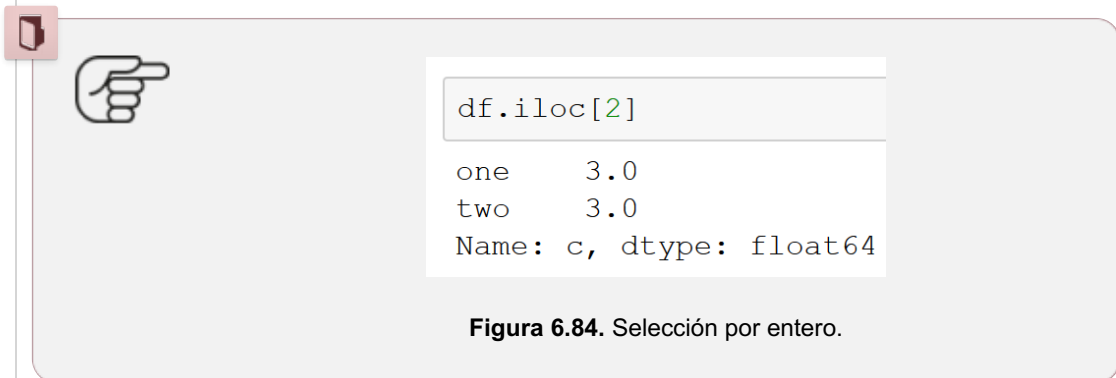 df.iloc[2]
one    3.0
two    3.0
Name: c, dtype: float64
Figura 6.84. Selección por entero.